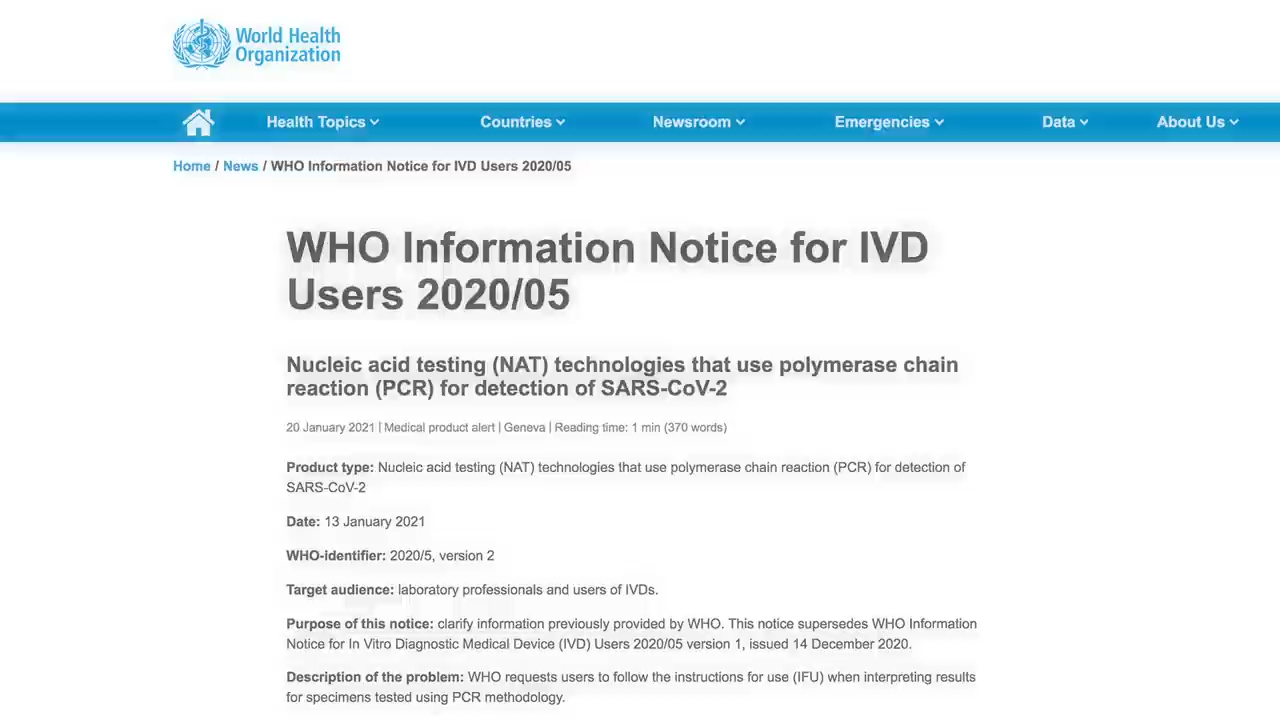 World Health
Organization
Health Topics
Countries
Newsroom
Emergencies
Data
About Us
Home / News / WHO Information Notice for IVD Users 2020/05
WHO Information Notice for IVD
Users 2020/05
Nucleic acid testing (NAT) technologies that use polymerase chain
reaction (PCR) for detection of SARS-CoV-2
20 January 2021 | Medical product alert | Geneva | Reading time: 1 min (370 words)
Product type: Nucleic acid testing (NAT) technologies that use polymerase chain reaction (PCR) for detection of
SARS-CoV-2
Date: 13 January 2021
WHO-identifier: 2020/5, version 2
Target audience: laboratory professionals and users of IVDs.
Purpose of this notice: clarify information previously provided by WHO. This notice supersedes WHO Information
Notice for In Vitro Diagnostic Medical Device (IVD) Users 2020/05 version 1, issued 14 December 2020.
Description of the problem: WHO requests users to follow the instructions for use (IFU) when interpreting results
for specimens tested using PCR methodology.